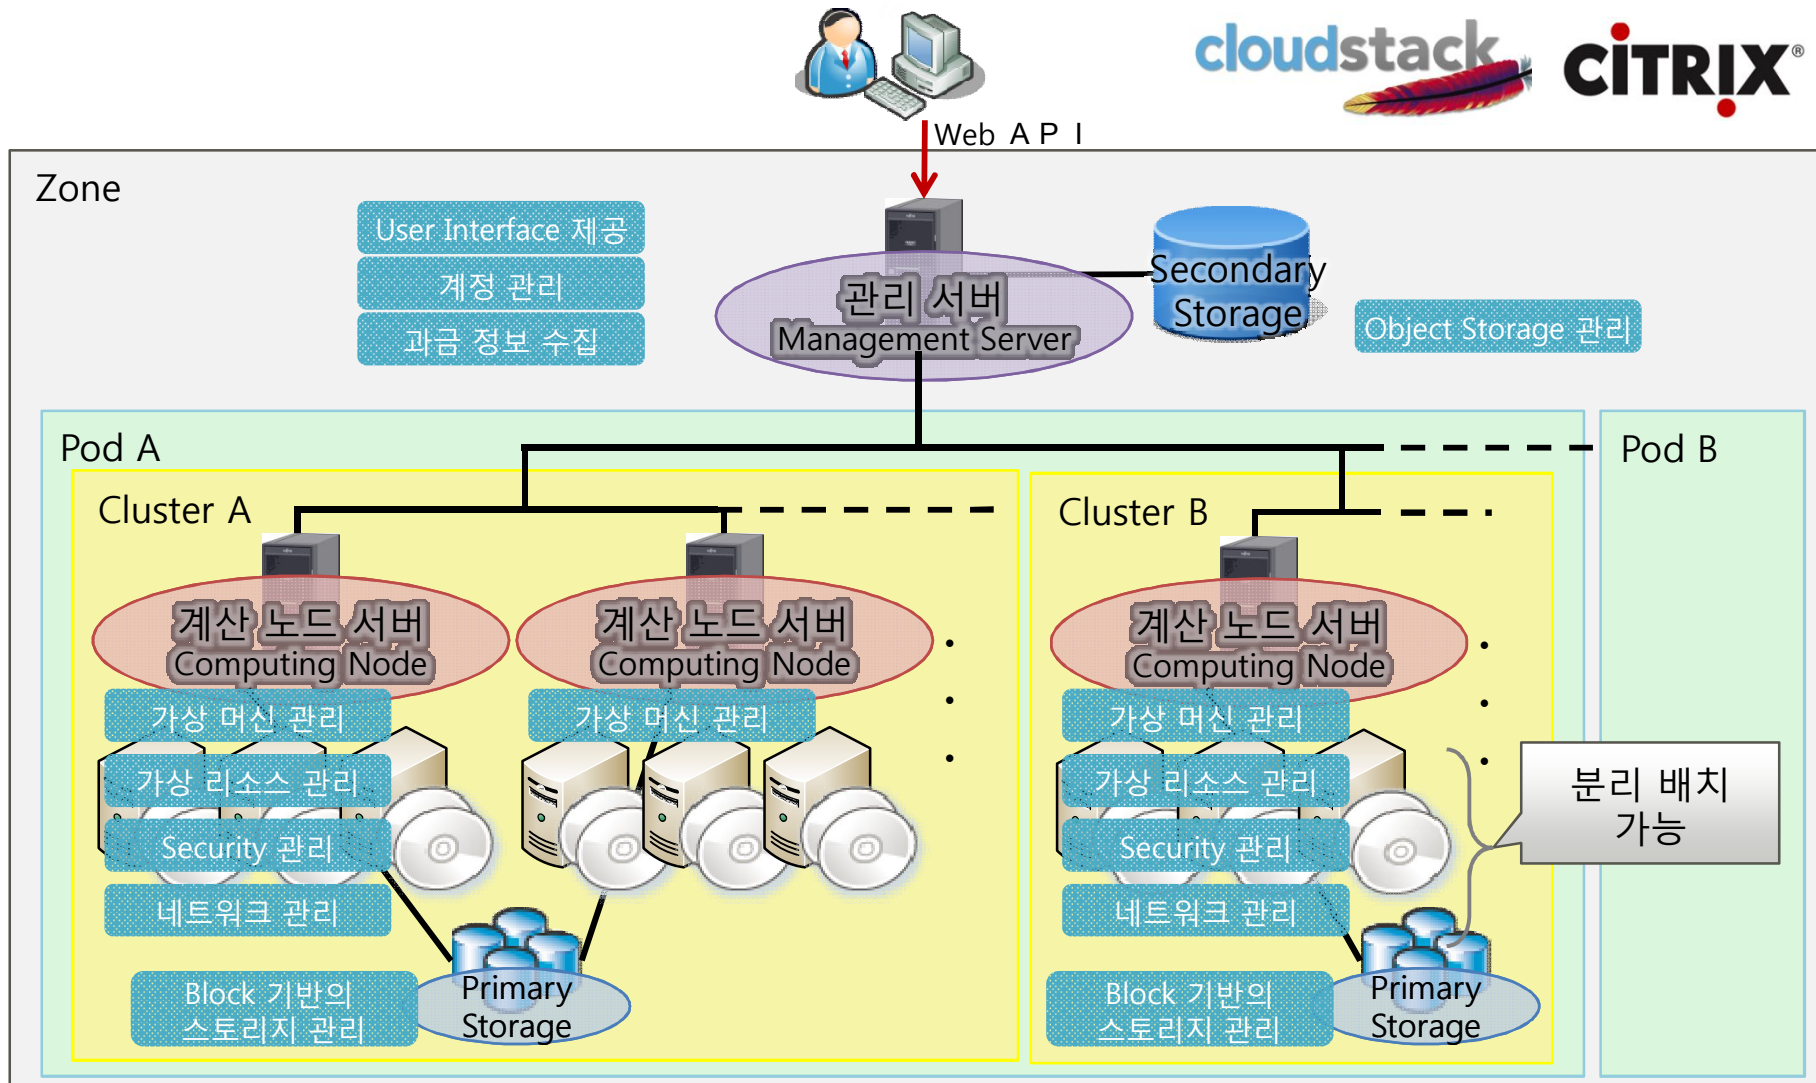 cloudstack
CİTRIX®
Web A P I
Zone
User Interface 제공
계정 관리
과금 정보 수집
관리 서버
Management Server
Secondary
Storage
Object Storage 관리
Pod A
Pod B
Cluster A
Cluster B
계산 노드 서버
Computing Node
계산 노드 서버
Computing Node
계산 노드 서버
Computing Node
가상 머신 관리
가상 머신 관리
가상 머신 관리
가상 리소스 관리
가상 리소스 관리
Security 관리
Security 관리
네트워크 관리
네트워크 관리
분리 배치
가능
Block 기반의
스토리지 관리
Primary
Storage
Block 기반의
스토리지 관리
Primary
Storage